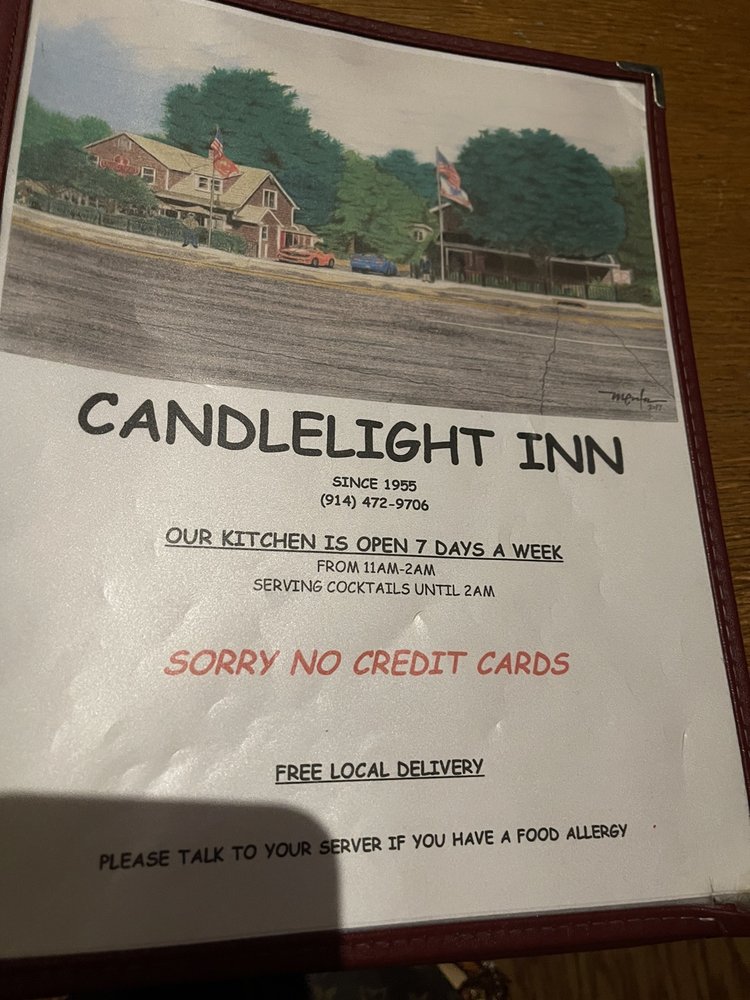 CANDLELIGHT INN
SINCE 1955
(914) 472-9706
OUR KITCHEN IS OPEN 7 DAYS A WEEK
FROM 11AM-2AM
SERVING COCKTAILS UNTIL 2AM
SORRY NO CREDIT CARDS
FREE LOCAL DELIVERY
PLEASE TALK TO YOUR SERVER IF YOU HAVE A FOOD ALLERGY